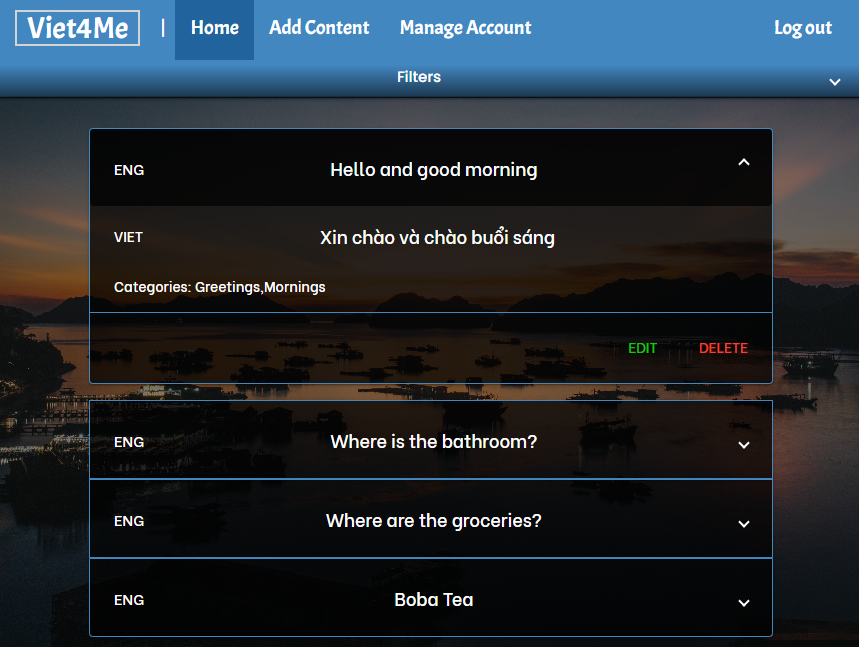 Viet4Me | Home Add Content Manage Account Log out
Filters
ENG Hello and good morning
VIET Xin chào và chào buổi sáng
Categories: Greetings,Mornings
EDIT DELETE
ENG Where is the bathroom?
ENG Where are the groceries?
ENG Boba Tea